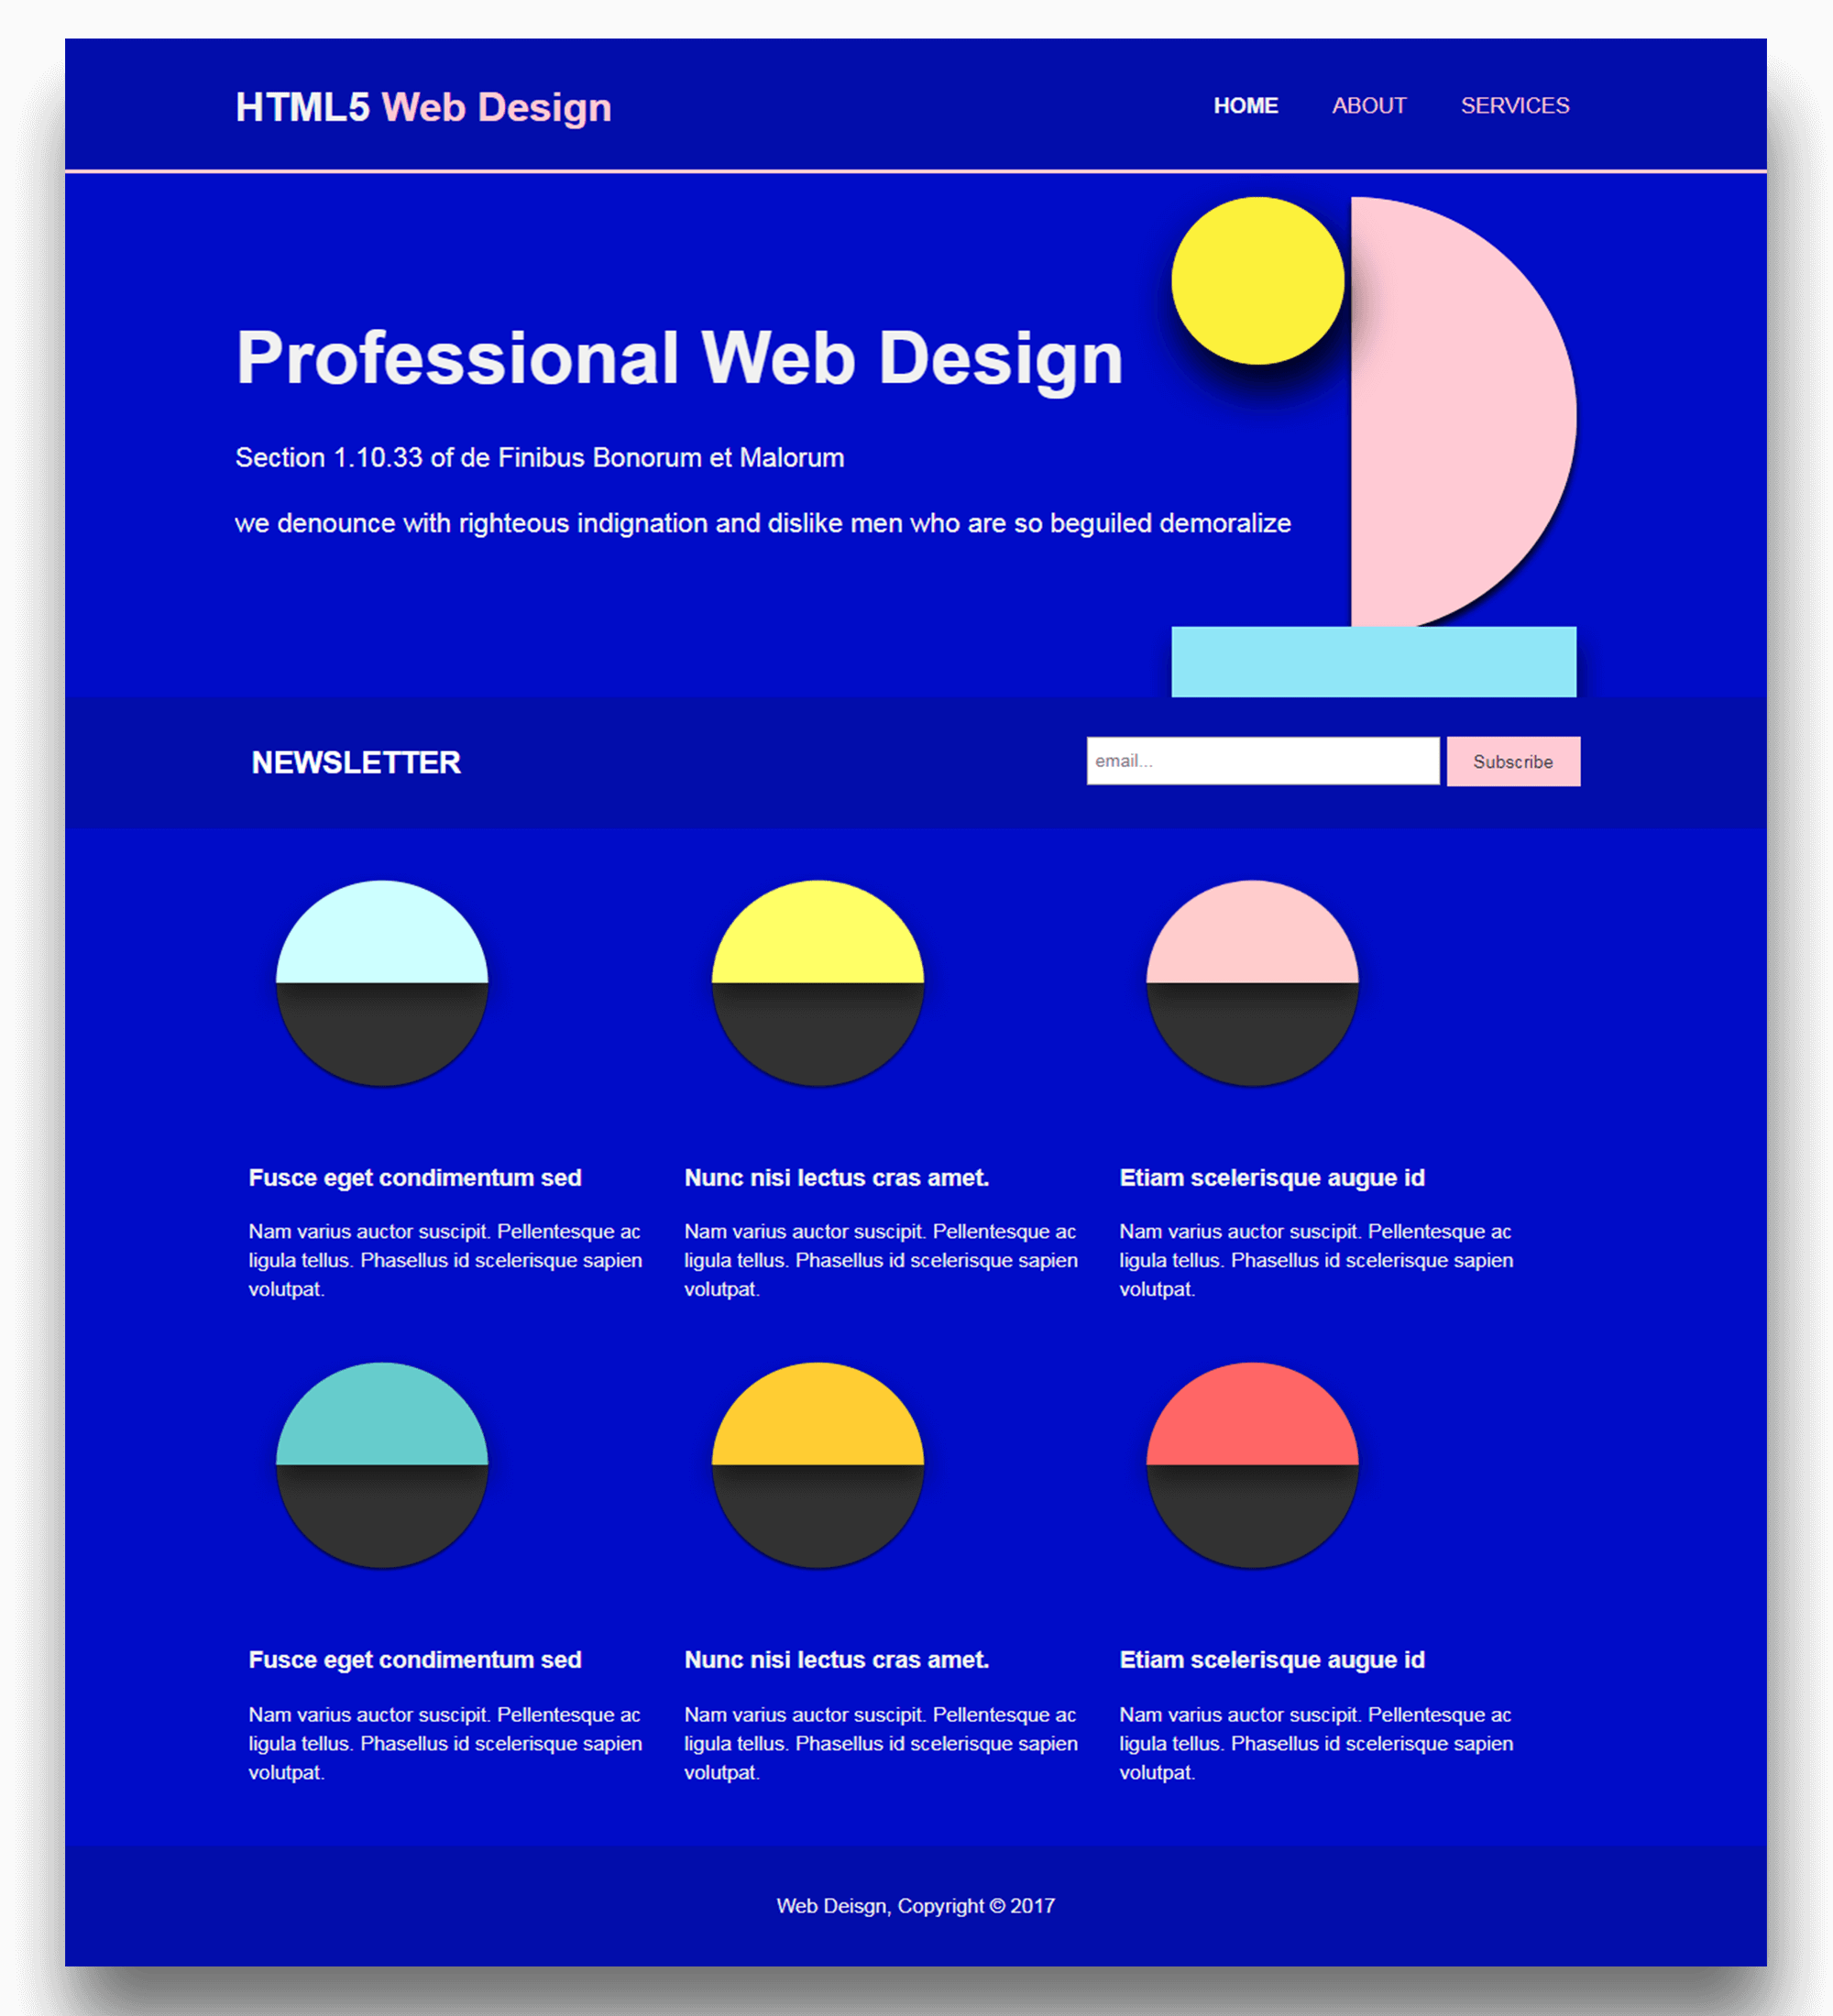 HTML5 Web Design
HOME ABOUT SERVICES
Professional Web Design
Section 1.10.33 of de Finibus Bonorum et Malorum
we denounce with righteous indignation and dislike men who are so beguiled demoralize
NEWSLETTER
email...
Subscribe
Fusce eget condimentum sed
Nam varius auctor suscipit. Pellentesque ac
ligula tellus. Phasellus id scelerisque sapien
volutpat.
Nunc nisi lectus cras amet.
Nam varius auctor suscipit. Pellentesque ac
ligula tellus. Phasellus id scelerisque sapien
volutpat.
Etiam scelerisque augue id
Nam varius auctor suscipit. Pellentesque ac
ligula tellus. Phasellus id scelerisque sapien
volutpat.
Fusce eget condimentum sed
Nam varius auctor suscipit. Pellentesque ac
ligula tellus. Phasellus id scelerisque sapien
volutpat.
Nunc nisi lectus cras amet.
Nam varius auctor suscipit. Pellentesque ac
ligula tellus. Phasellus id scelerisque sapien
volutpat.
Etiam scelerisque augue id
Nam varius auctor suscipit. Pellentesque ac
ligula tellus. Phasellus id scelerisque sapien
volutpat.
Web Deisgn, Copyright © 2017